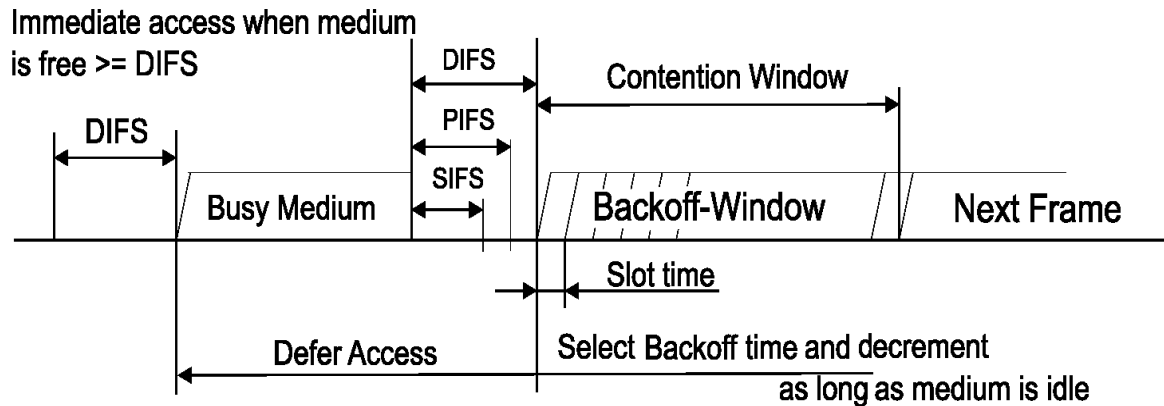 Immediate access when medium
is free >= DIFS
DIFS
Contention Window
PIFS
DIFS
SIFS
Busy Medium
Backoff-Window
Next Frame
Slot time
Defer Access
Select Backoff time and decrement
as long as medium is idle